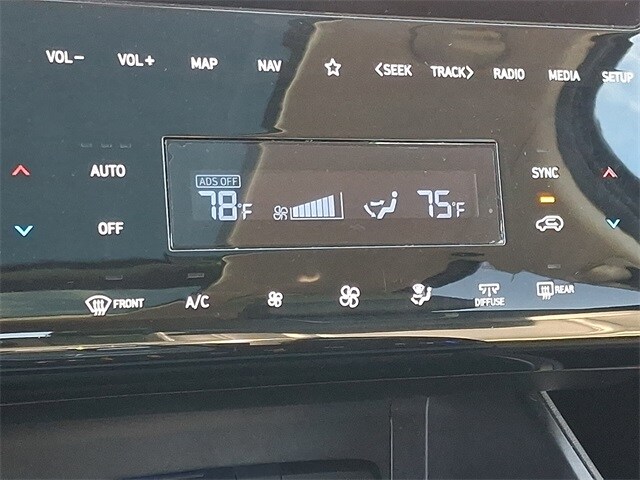 VOL− VOL+ MAP NAV <SEEK TRACK> RADIO MEDIA SETUP
AUTO SYNC
ADS OFF
78°F 75°F
OFF
FRONT A/C DIFFUSE REAR